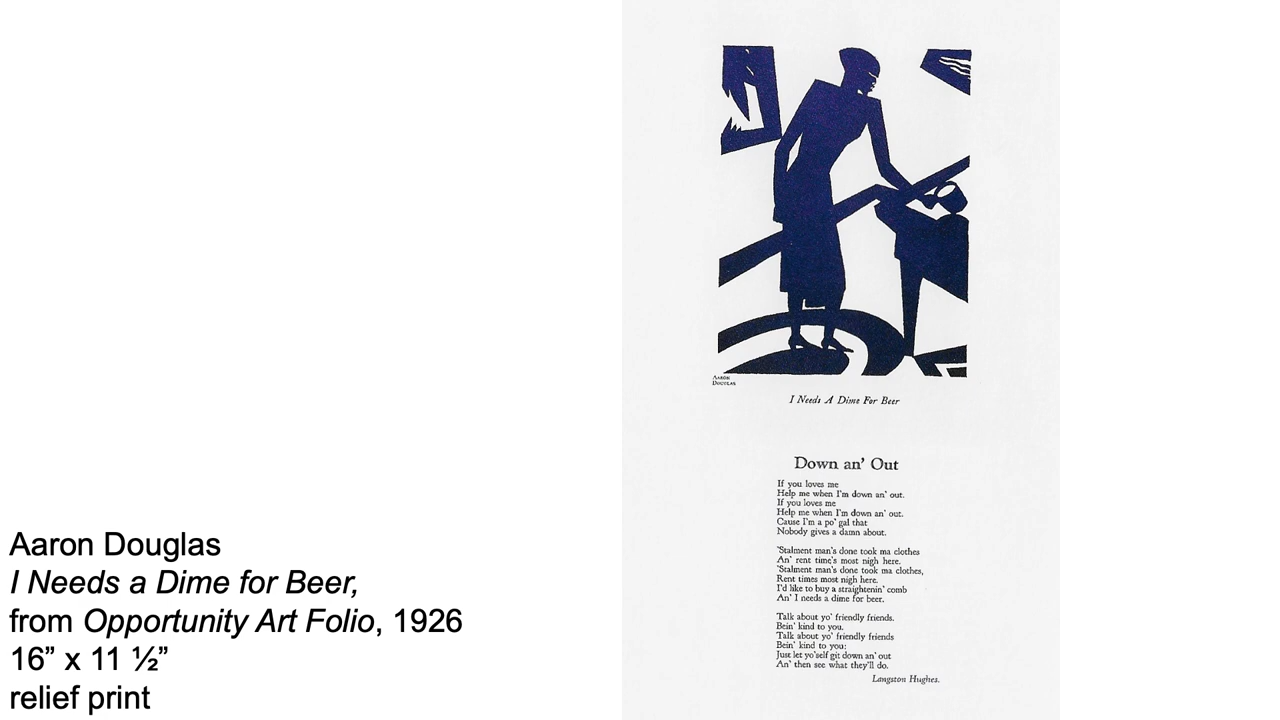 Aaron Douglas
I Needs a Dime for Beer,
from Opportunity Art Folio, 1926
16” x 11 ½”
relief print
AARON
DOUGLAS
I Needs A Dime For Beer
Down an' Out
If you loves me
Help me when I'm down an' out.
If you loves me
Help me when I'm down an' out.
Cause I'm a po' gal that
Nobody gives a damn about.
'Stalment man's done took ma clothes
An' rent time's most nigh here.
'Stalment man's done took ma clothes,
Rent times most nigh here.
I'd like to buy a straightenin' comb
An' I needs a dime for beer.
Talk about yo' friendly friends.
Bein' kind to you.
Talk about yo' friendly friends
Bein' kind to you:
Just let yo'self git down an' out
An' then see what they'll do.
Langston Hughes.